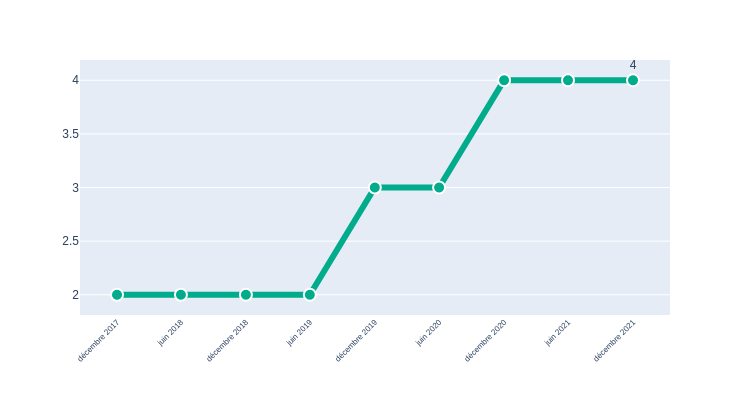 4
4
3.5
3
2.5
2
décembre 2017
juin 2018
décembre 2018
juin 2019
décembre 2019
juin 2020
décembre 2020
juin 2021
décembre 2021